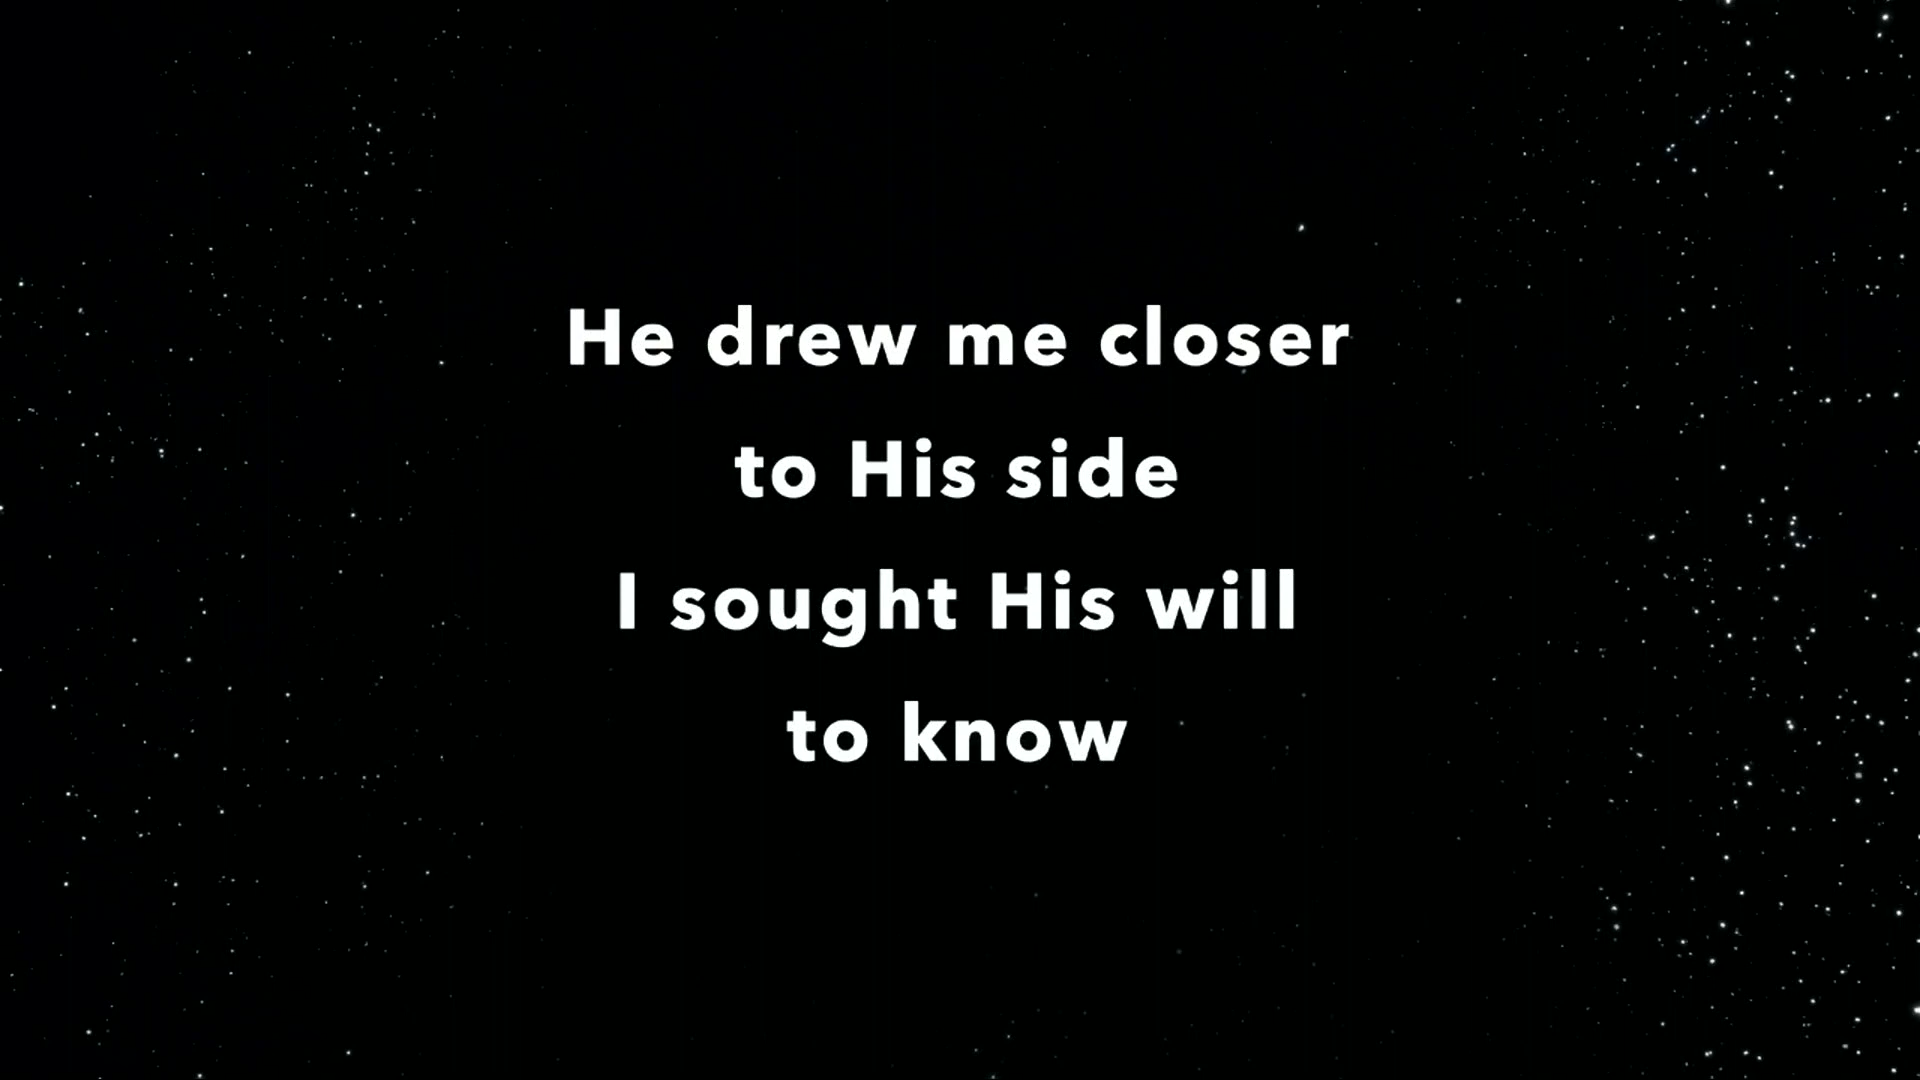 He drew me closer
to His side
I sought His will
to know